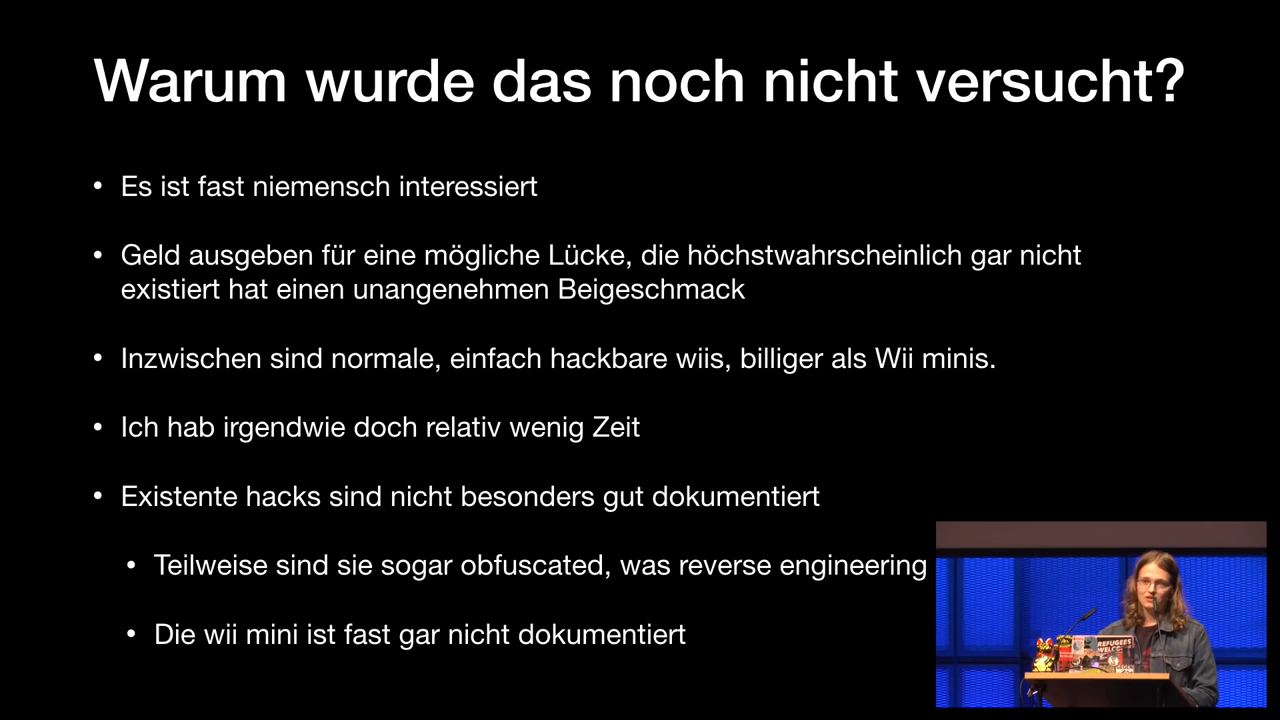 Warum wurde das noch nicht versucht?
• Es ist fast niemensch interessiert
• Geld ausgeben für eine mögliche Lücke, die höchstwahrscheinlich gar nicht
existiert hat einen unangenehmen Beigeschmack
• Inzwischen sind normale, einfach hackbare wiis, billiger als Wii minis.
• Ich hab irgendwie doch relativ wenig Zeit
• Existente hacks sind nicht besonders gut dokumentiert
• Teilweise sind sie sogar obfuscated, was reverse engineering
• Die wii mini ist fast gar nicht dokumentiert
REFUGEES